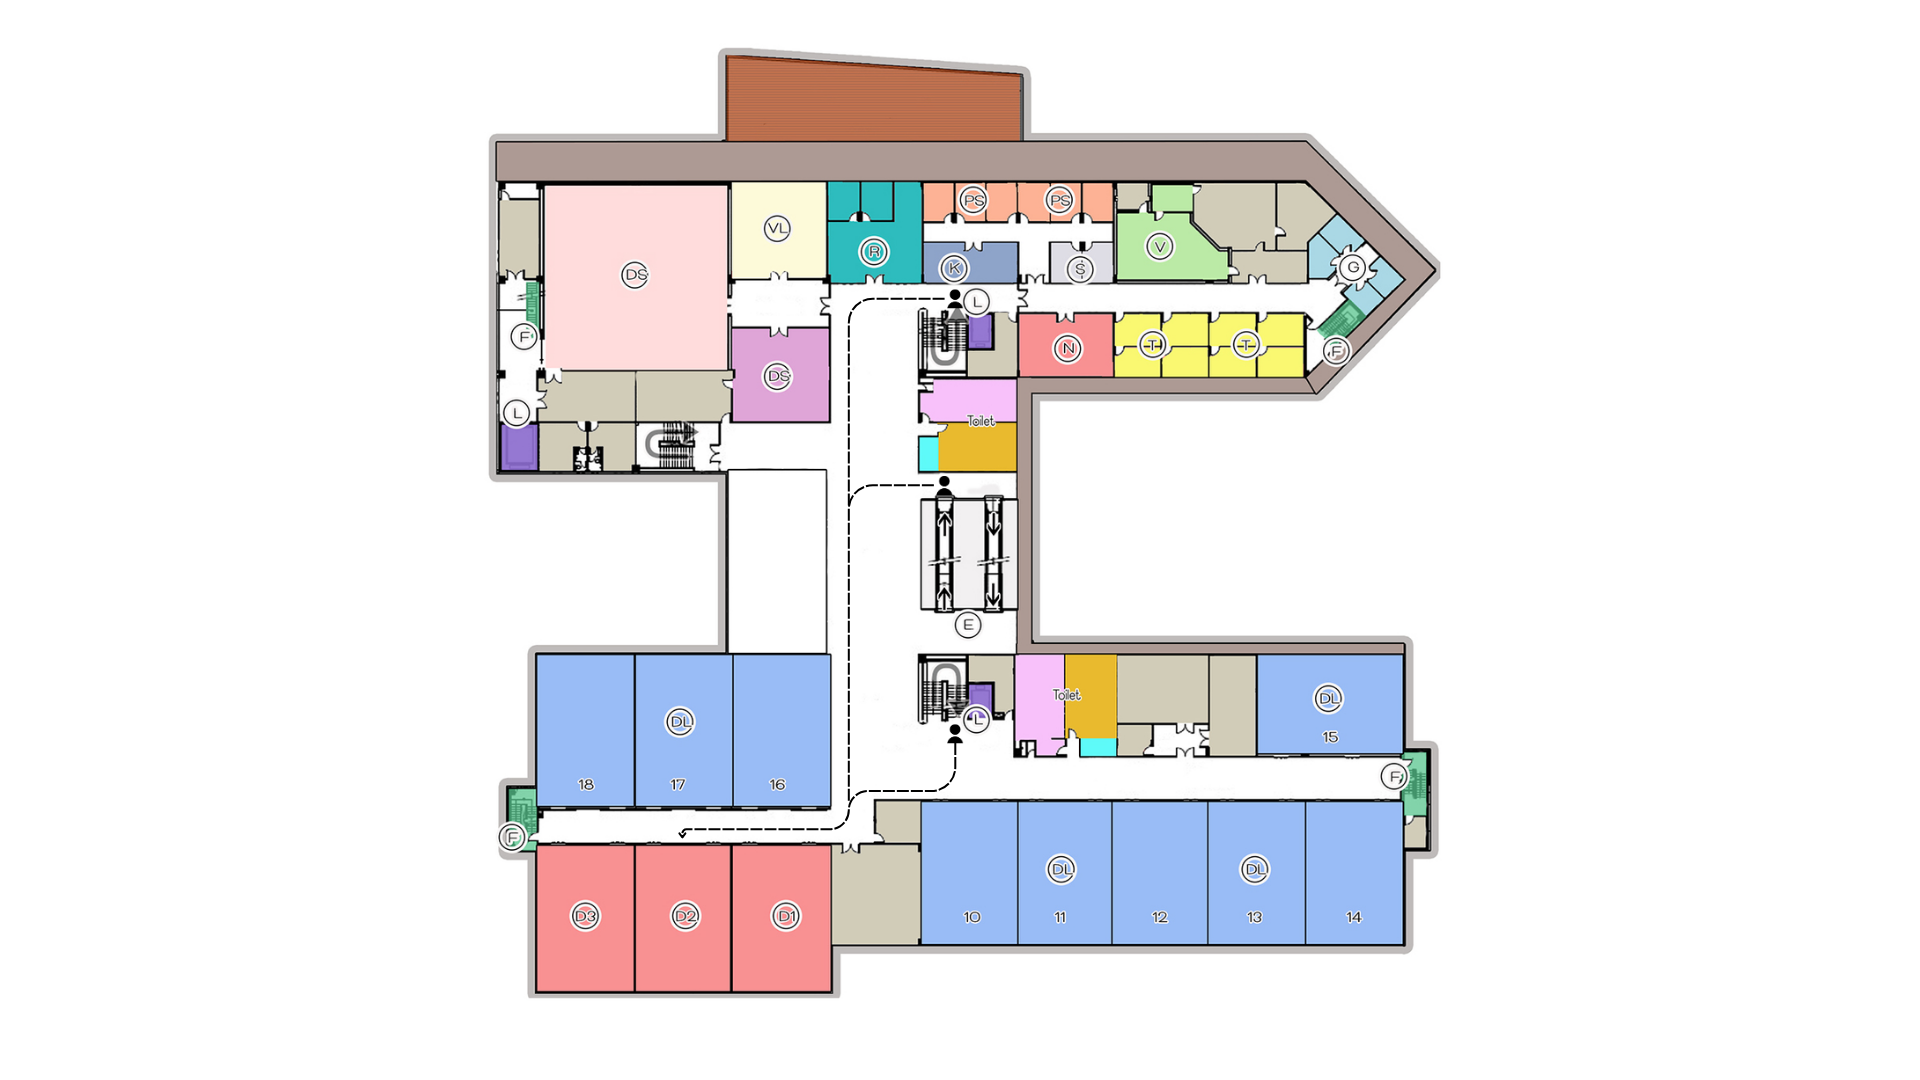 PS PS
VL
V
R
K S G
DS
L
F
N T T F
DS
L
Toilet
E
Toilet
DL
DL L
15
18 17 16
F
F
DL DL
D3 D2 D1
10 11 12 13 14